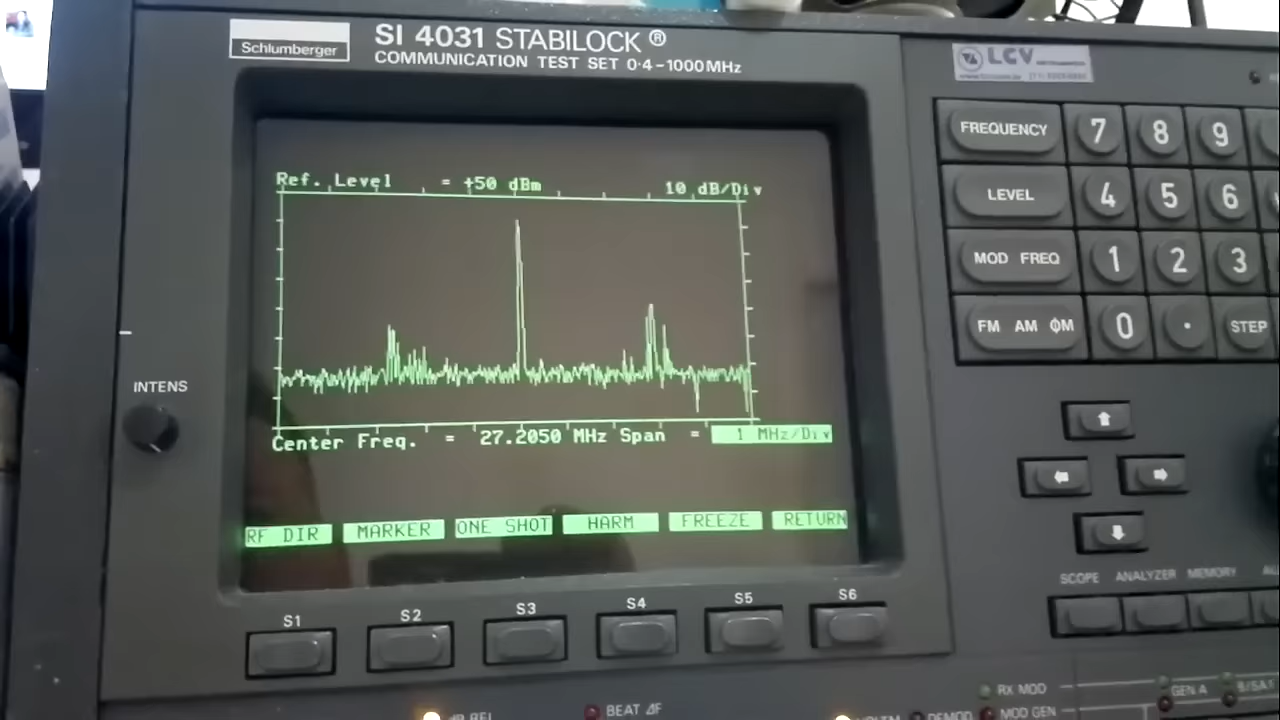 Schlumberger
SI 4031 STABILOCK ®
COMMUNICATION TEST SET 0·4-1000MHz
LCV
Ref. Level = +50 dBm 10 dB/Div
Center Freq. = 27.2050 MHz Span = 1 MHz/Div
RF DIR MARKER ONE SHOT HARM FREEZE RETURN
S1 S2 S3 S4 S5 S6
INTENS
FREQUENCY 7 8 9
LEVEL 4 5 6
MOD FREQ 1 2 3
FM AM ΦM 0 · STEP
SCOPE ANALYZER MEMORY
RX MOD GEN A B/SAT
BEAT ΔF DEMOD MOD GEN